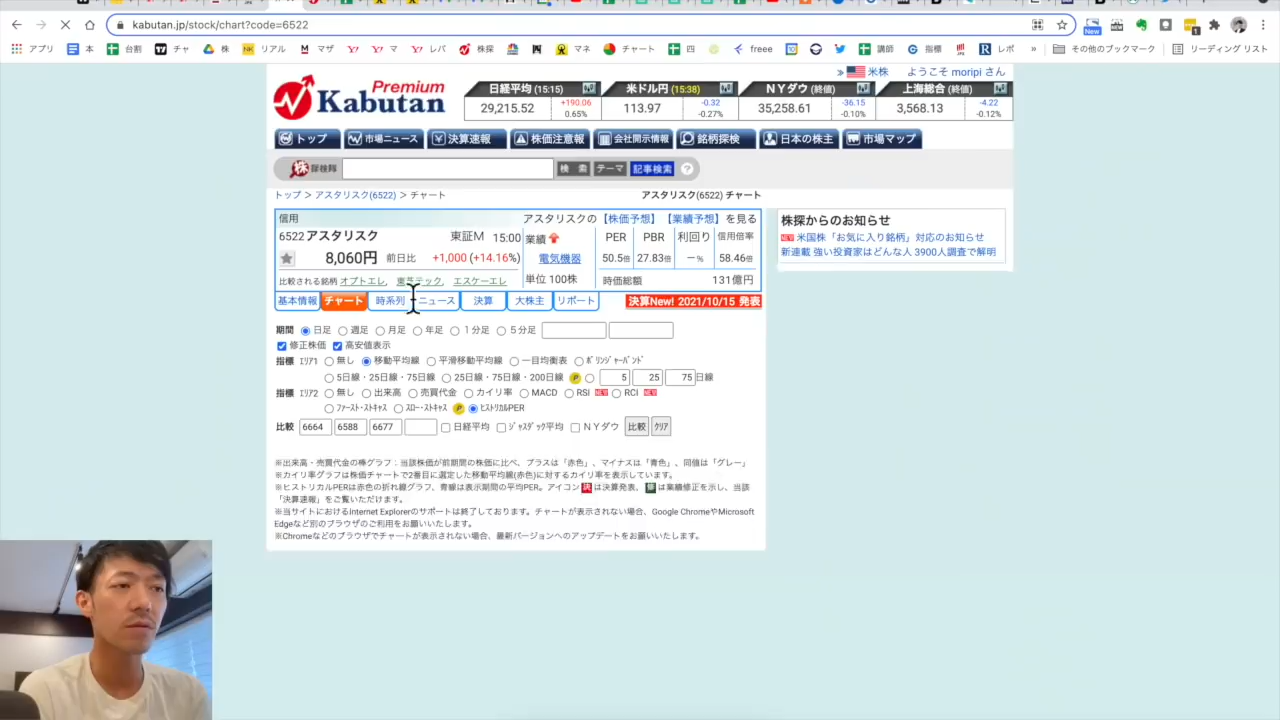 kabutan.jp/stock/chart?code=6522
New
アプリ 本 台割 チャ 株 リアル マザ レバ 株探 マネ チャート 四 freee 講師 指標 レポ » その他のブックマーク リーディング リスト
» 米株 ようこそ moripi さん
Premium
Kabutan
日経平均 (15:15) 米ドル円 (15:38) NYダウ (終値) 上海総合 (終値)
29,215.52 +190.06 0.65% 113.97 -0.32 -0.27% 35,258.61 -36.15 -0.10% 3,568.13 -4.22 -0.12%
トップ 市場ニュース 決算速報 株価注意報 会社開示情報 銘柄探検 日本の株主 市場マップ
株 探検隊 検 索 テーマ 記事検索 ?
トップ > アスタリスク(6522) > チャート アスタリスク(6522) チャート
信用 アスタリスクの【株価予想】【業績予想】を見る
6522 アスタリスク 東証M 15:00 業績 PER PBR 利回り 信用倍率
8,060円 前日比 +1,000 (+14.16%) 電気機器 50.5倍 27.83倍 －% 58.46倍
比較される銘柄 オプトエレ, 東芝テック, エスケーエレ 単位 100株 時価総額 131億円
基本情報 チャート 時系列 ニュース 決算 大株主 リポート 決算New! 2021/10/15 発表
期間 日足 週足 月足 年足 1分足 5分足
修正株価 高安値表示
指標 ｴﾘｱ1 無し 移動平均線 平滑移動平均線 一目均衡表 ﾎﾞﾘﾝｼﾞｬｰﾊﾞﾝﾄﾞ
5日線・25日線・75日線 25日線・75日線・200日線 P 5 25 75 日線
指標 ｴﾘｱ2 無し 出来高 売買代金 カイリ率 MACD RSI NEW RCI NEW
ﾌｧｰｽﾄ･ｽﾄｷｬｽ ｽﾛｰ･ｽﾄｷｬｽ P ﾋｽﾄﾘｶﾙPER
比較 6664 6588 6677 日経平均 ｼﾞｬｽﾀﾞｯｸ平均 NYダウ 比較 ｸﾘｱ
※出来高・売買代金の棒グラフ：当該株価が前期間の株価に比べ、プラスは「赤色」、マイナスは「青色」、同値は「グレー」
※カイリ率グラフは株価チャートで2番目に選定した移動平均線(赤色)に対するカイリ率を表示しています。
※ヒストリカルPERは赤色の折れ線グラフ、青線は表示期間の平均PER。アイコン 決 は決算発表、 修 は業績修正を示し、当該
「決算速報」をご覧いただけます。
※当サイトにおけるInternet Explorerのサポートは終了しております。チャートが表示されない場合、Google ChromeやMicrosoft
Edgeなど別のブラウザのご利用をお願いいたします。
※Chromeなどのブラウザでチャートが表示されない場合、最新バージョンへのアップデートをお願いいたします。
株探からのお知らせ
NEW 米国株「お気に入り銘柄」対応のお知らせ
新連載 強い投資家はどんな人 3900人調査で解明